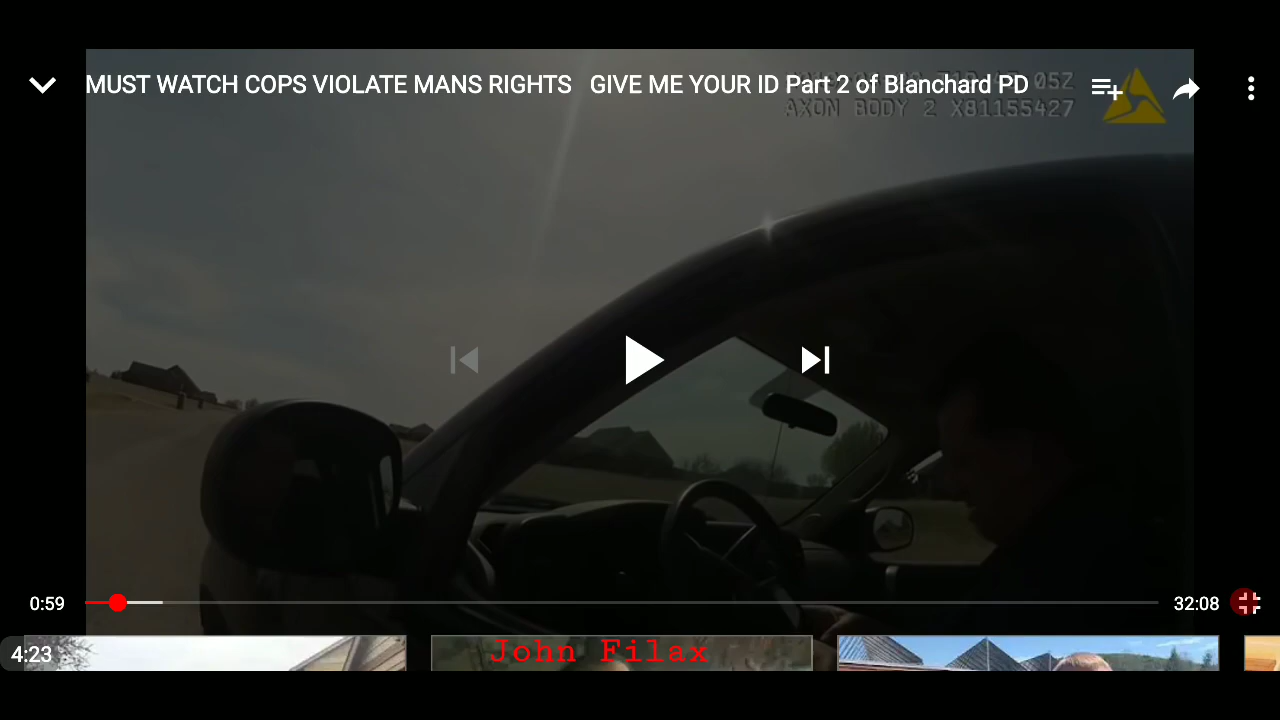 MUST WATCH COPS VIOLATE MANS RIGHTS GIVE ME YOUR ID Part 2 of Blanchard PD
AXON BODY 2 X81155427
0:59
32:08
4:23
John Filax